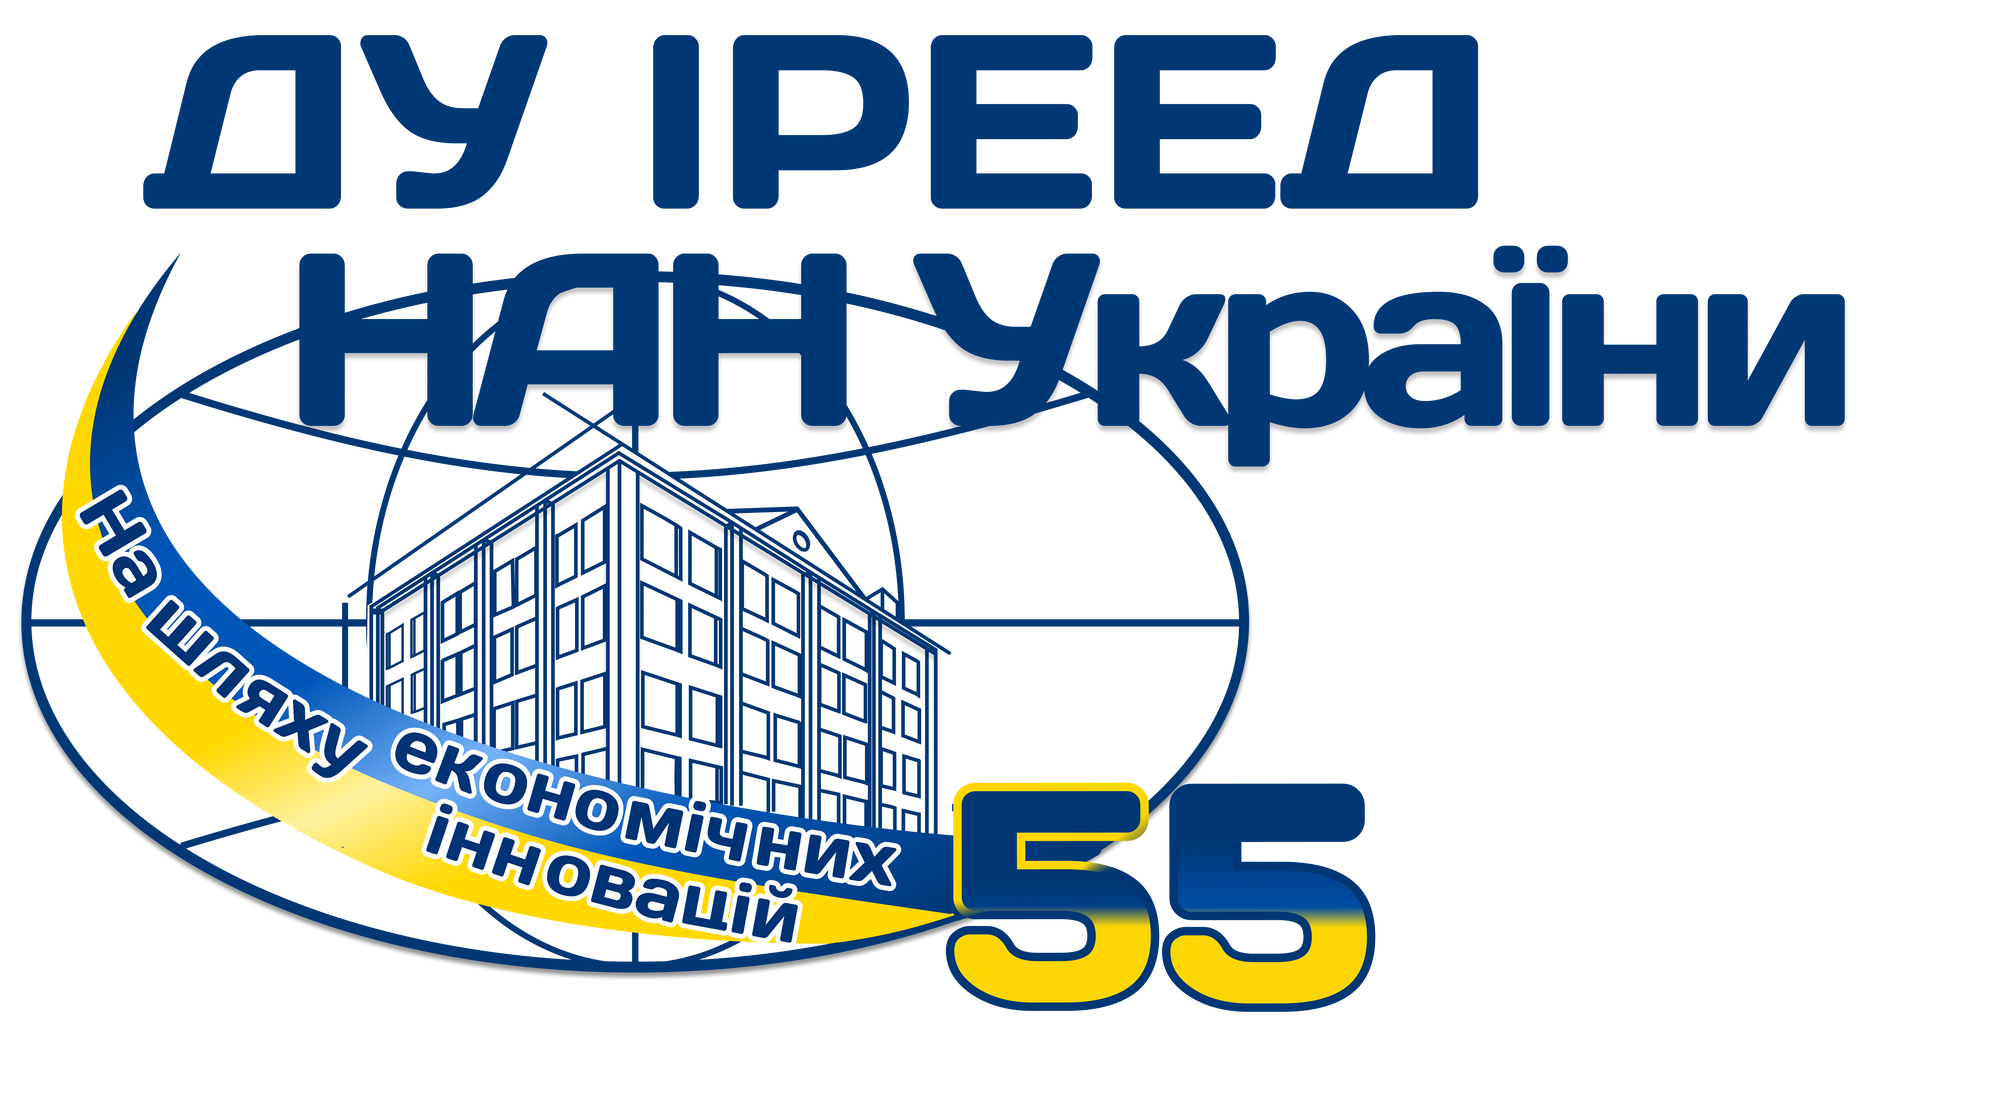 ДУ ІРЕЕД
НАН України
На шляху економічних
інновацій
55